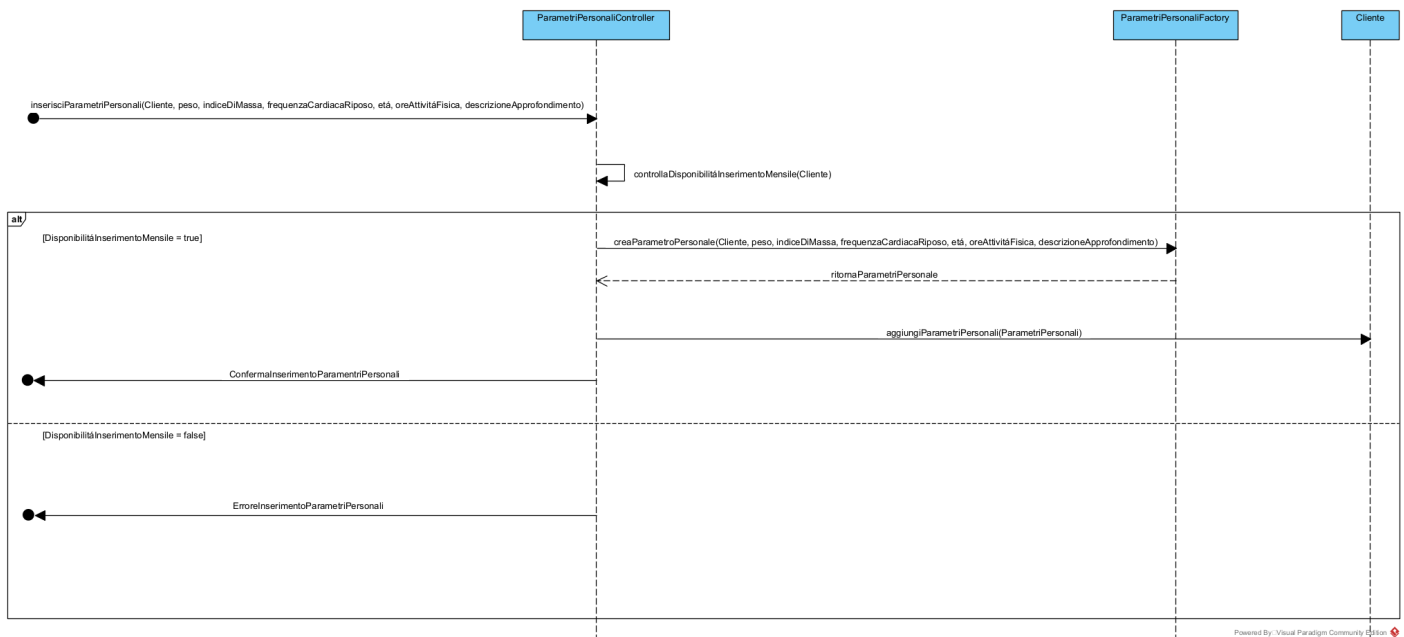 ParametriPersonaliController
ParametriPersonaliFactory
Cliente
inserisciParametriPersonali(Cliente, peso, indiceDiMassa, frequenzaCardiacaRiposo, etá, oreAttivitáFisica, descrizioneApprofondimento)
controllaDisponibilitáInserimentoMensile(Cliente)
alt
[DisponibilitáInserimentoMensile = true]
creaParametroPersonale(Cliente, peso, indiceDiMassa, frequenzaCardiacaRiposo, etá, oreAttivitáFisica, descrizioneApprofondimento)
ritornaParametriPersonale
aggiungiParametriPersonali(ParametriPersonali)
ConfermaInserimentoParamentriPersonali
[DisponibilitáInserimentoMensile = false]
ErroreInserimentoParametriPersonali
Powered By: Visual Paradigm Community Edition